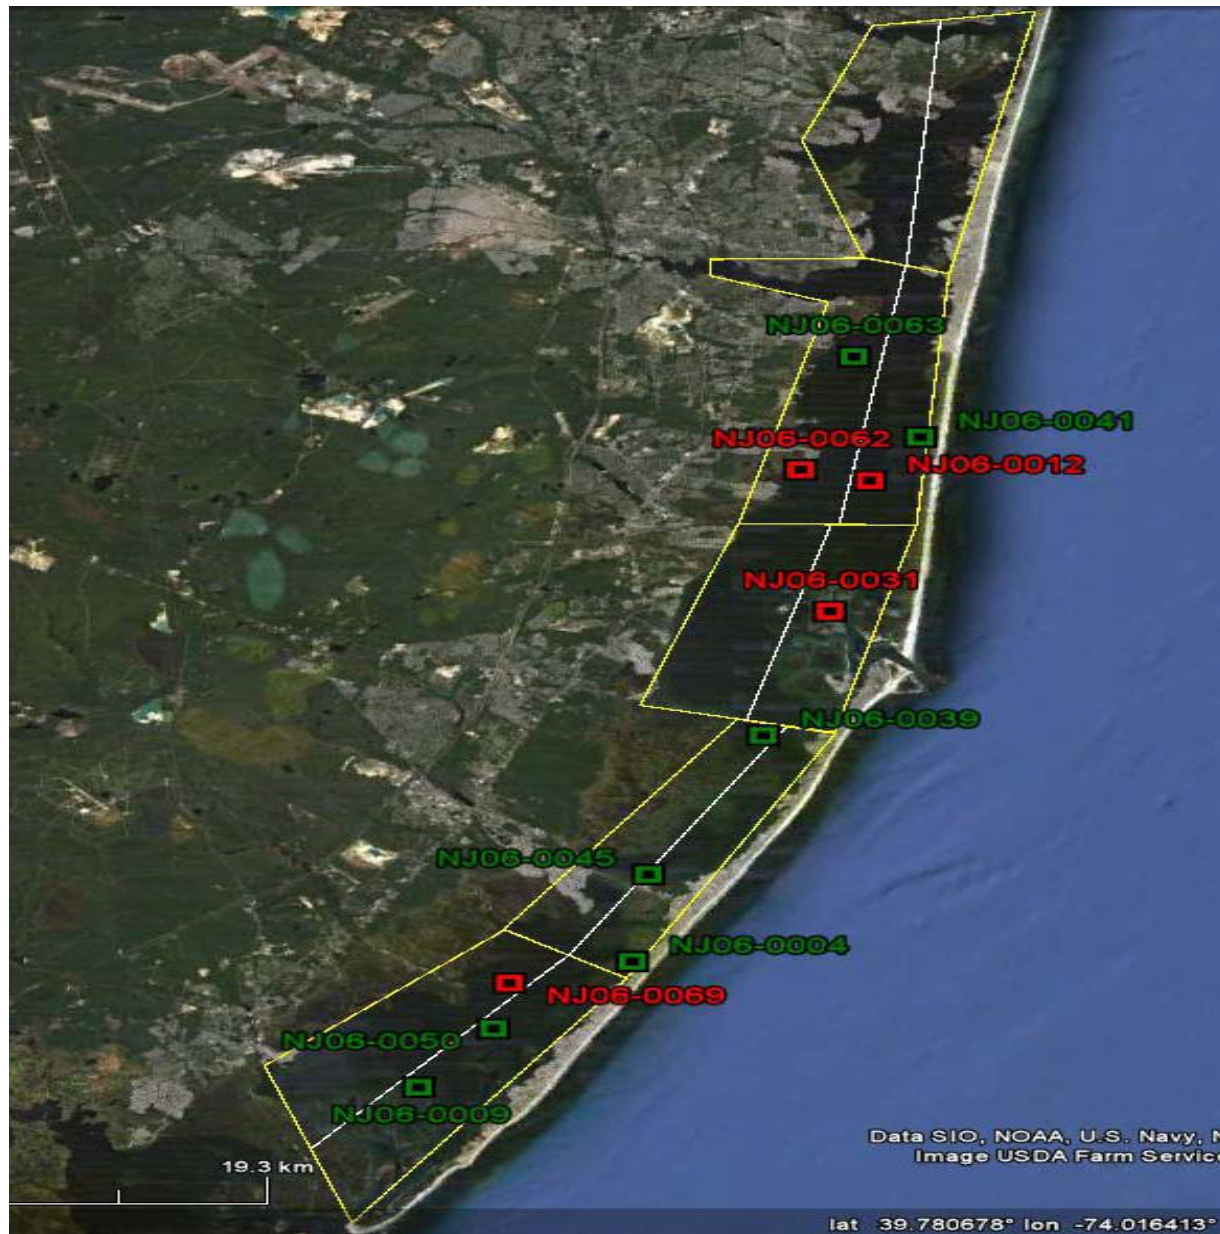 NJ06-0063
NJ06-0041
NJ06-0062
NJ06-0012
NJ06-0031
NJ06-0039
NJ06-0045
NJ06-0004
NJ06-0069
NJ06-0050
NJ06-0009
Data SIO, NOAA, U.S. Navy,
Image USDA Farm Service
19.3 km
lat 39.780678° lon -74.016413°